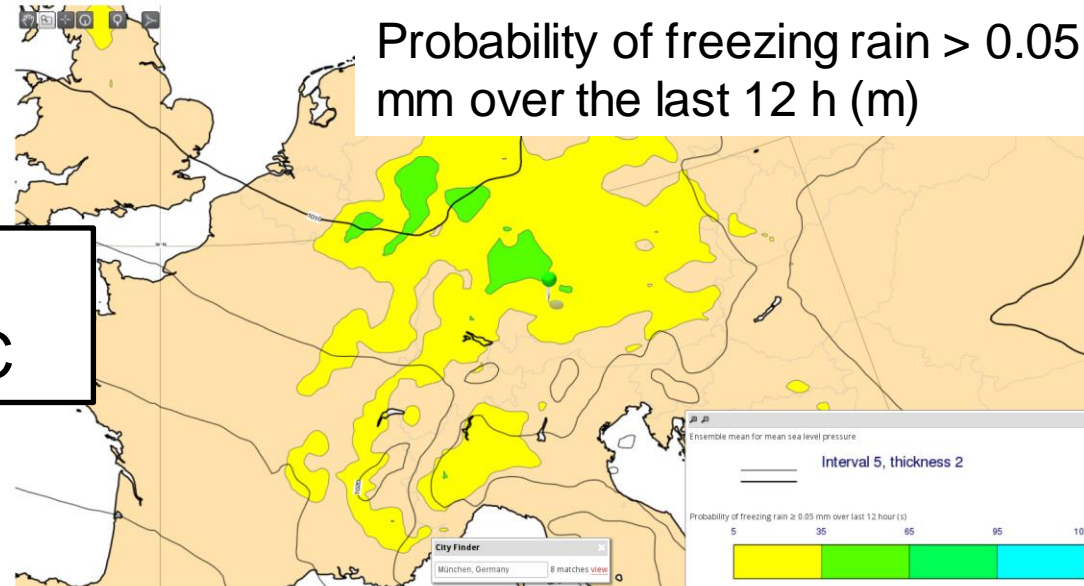 Probability of freezing rain > 0.05
mm over the last 12 h (m)
1010
C
1020
Ensemble mean for mean sea level pressure
Interval 5, thickness 2
Probability of freezing rain ≥ 0.05 mm over last 12 hour (s)
5 35 65 95
City Finder
München, Germany 8 matches view